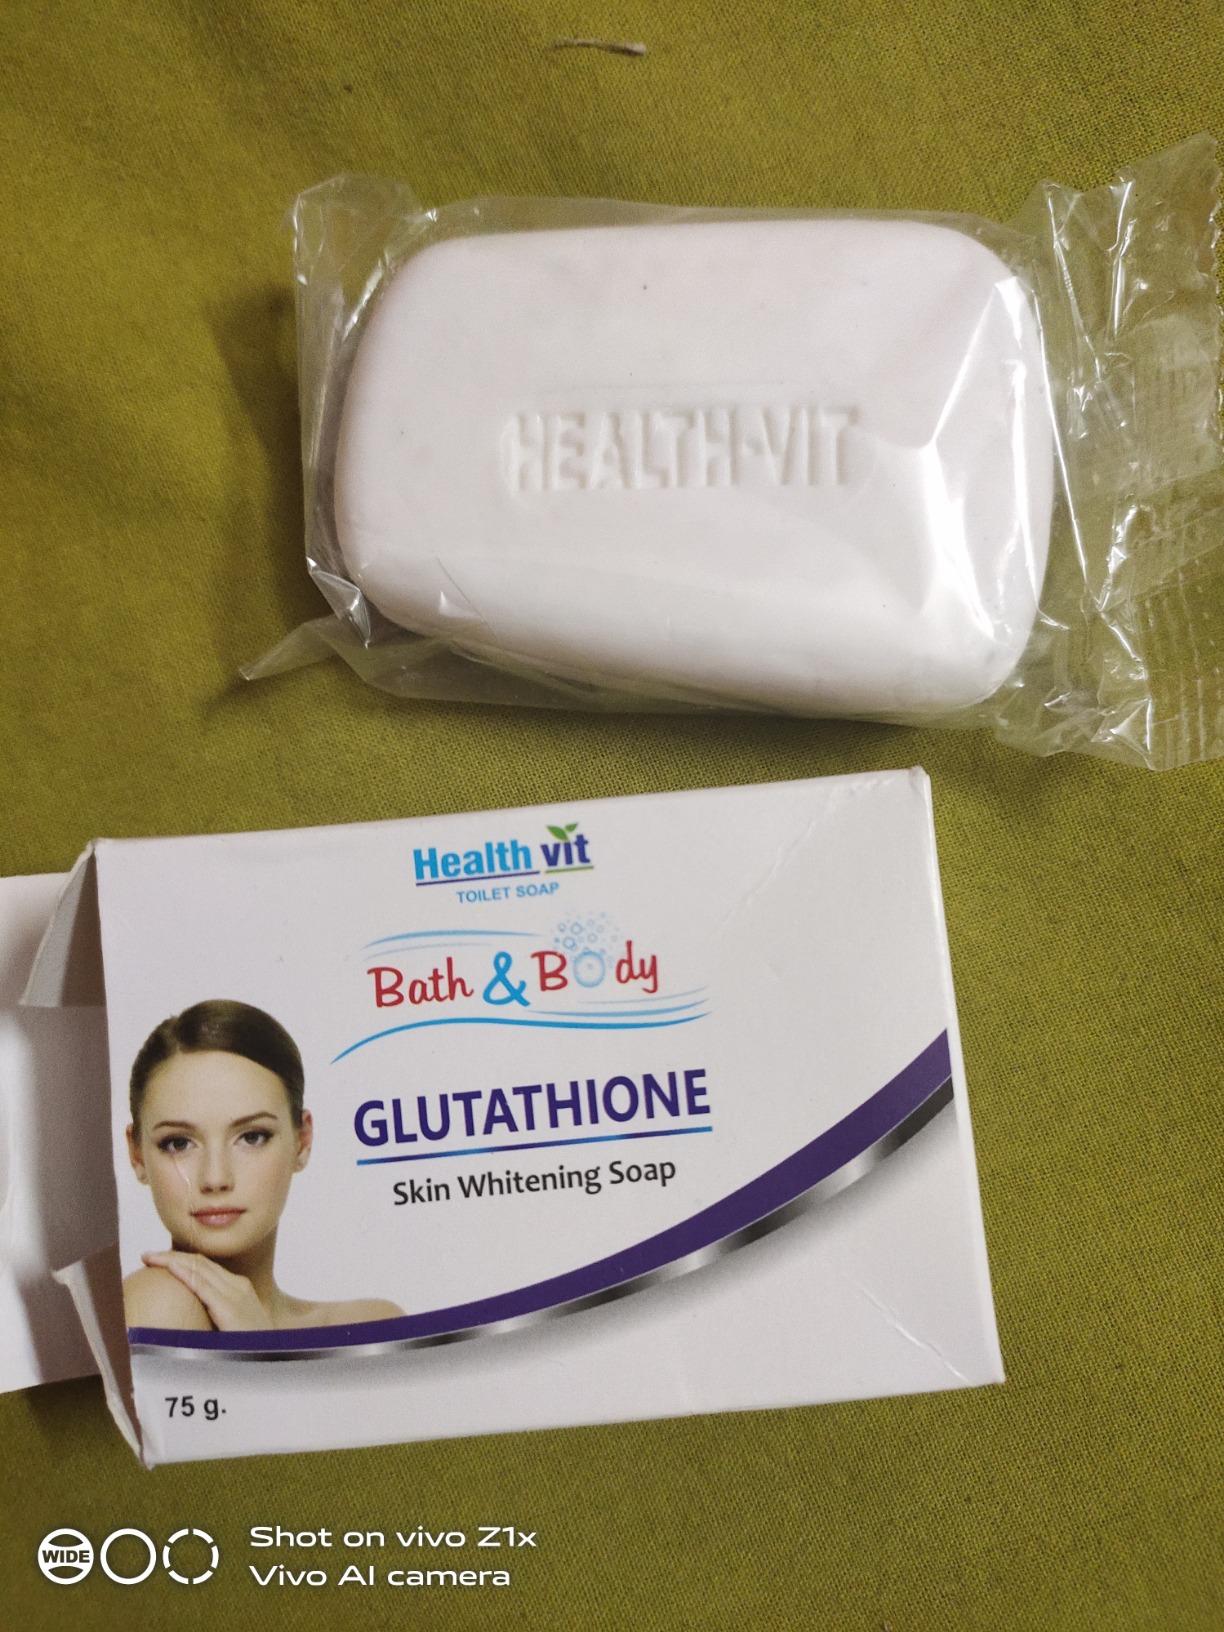 HEALTH·VIT
Health vit
TOILET SOAP
Bath & Body
GLUTATHIONE
Skin Whitening Soap
75 g.
WIDE
Shot on vivo Z1x
Vivo AI camera